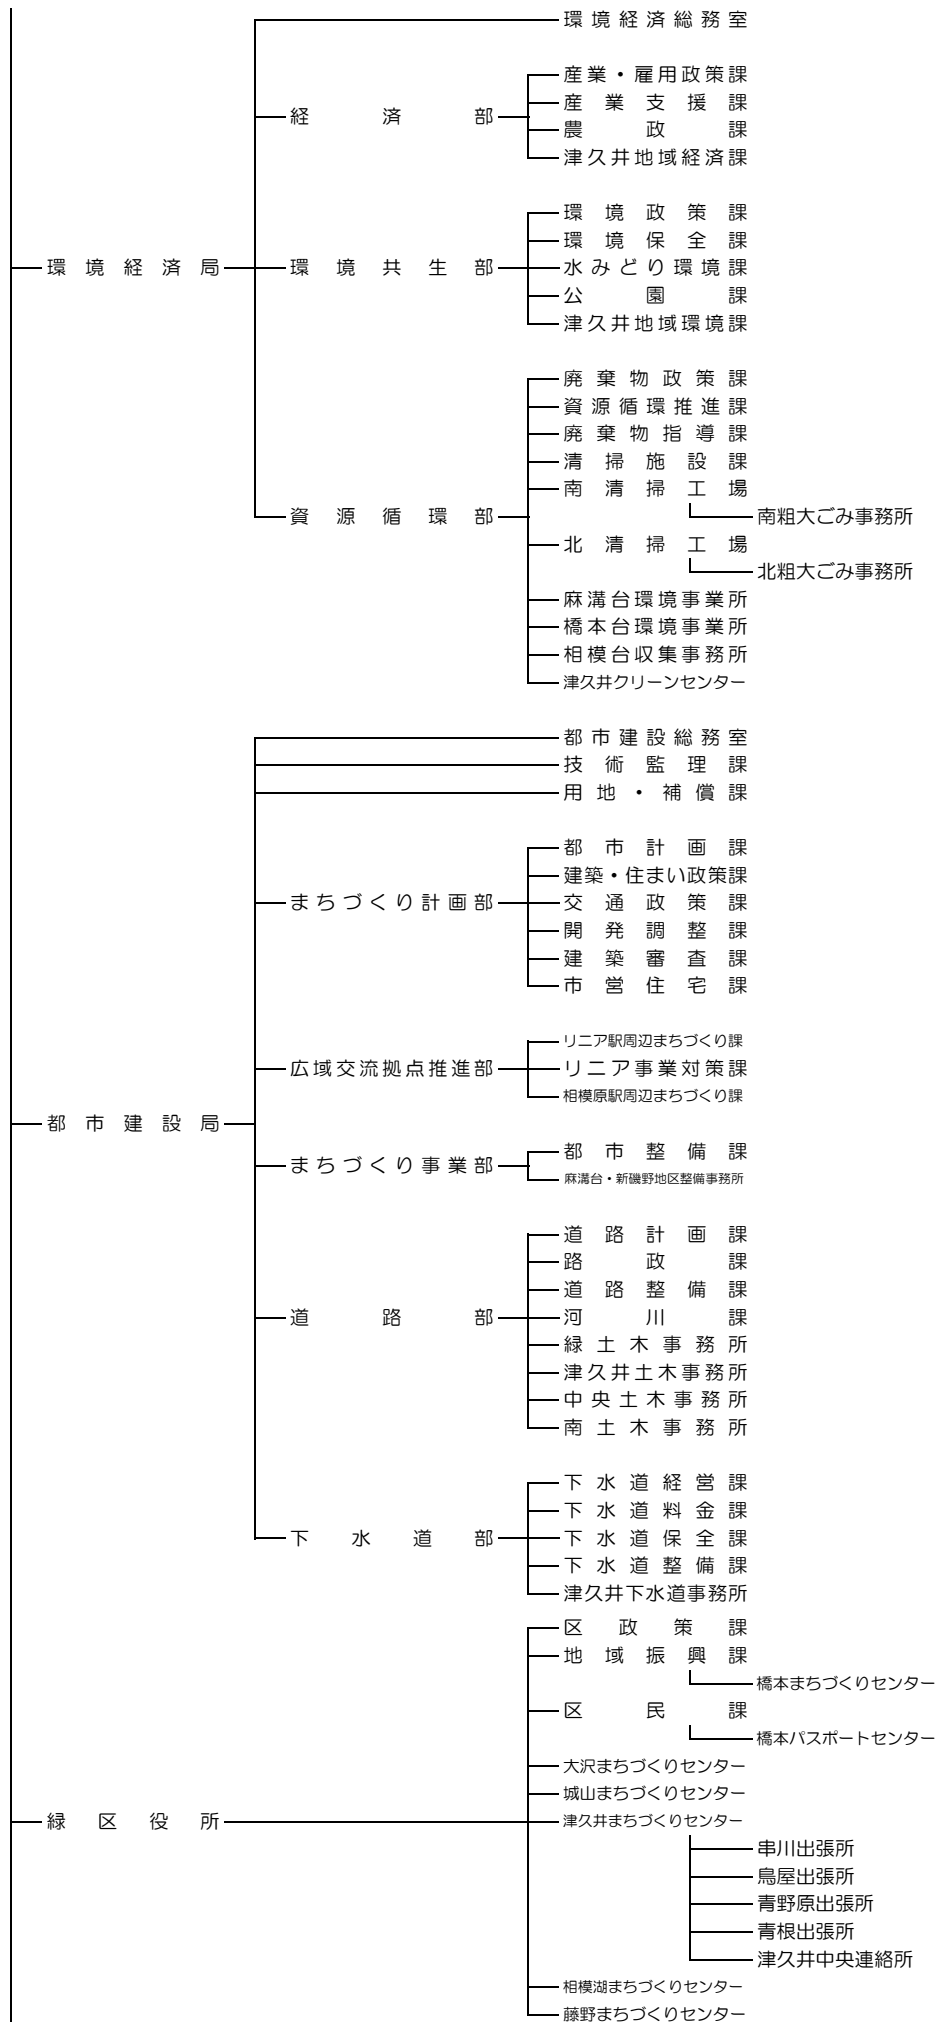 環境経済総務室
産業・雇用政策課
産業支援課
経済部
農政課
津久井地域経済課
環境政策課
環境保全課
環境経済局
環境共生部
水みどり環境課
公園課
津久井地域環境課
廃棄物政策課
資源循環推進課
廃棄物指導課
清掃施設課
南清掃工場
資源循環部
南粗大ごみ事務所
北清掃工場
北粗大ごみ事務所
麻溝台環境事業所
橋本台環境事業所
相模台収集事務所
津久井クリーンセンター
都市建設総務室
技術監理課
用地・補償課
都市計画課
建築・住まい政策課
まちづくり計画部
交通政策課
開発調整課
建築審査課
市営住宅課
リニア駅周辺まちづくり課
広域交流拠点推進部
リニア事業対策課
相模原駅周辺まちづくり課
都市建設局
都市整備課
まちづくり事業部
麻溝台・新磯野地区整備事務所
道路計画課
路政課
道路整備課
道路部
河川課
緑土木事務所
津久井土木事務所
中央土木事務所
南土木事務所
下水道経営課
下水道料金課
下水道部
下水道保全課
下水道整備課
津久井下水道事務所
区政策課
地域振興課
橋本まちづくりセンター
区民課
橋本パスポートセンター
大沢まちづくりセンター
城山まちづくりセンター
緑区役所
津久井まちづくりセンター
串川出張所
鳥屋出張所
青野原出張所
青根出張所
津久井中央連絡所
相模湖まちづくりセンター
藤野まちづくりセンター